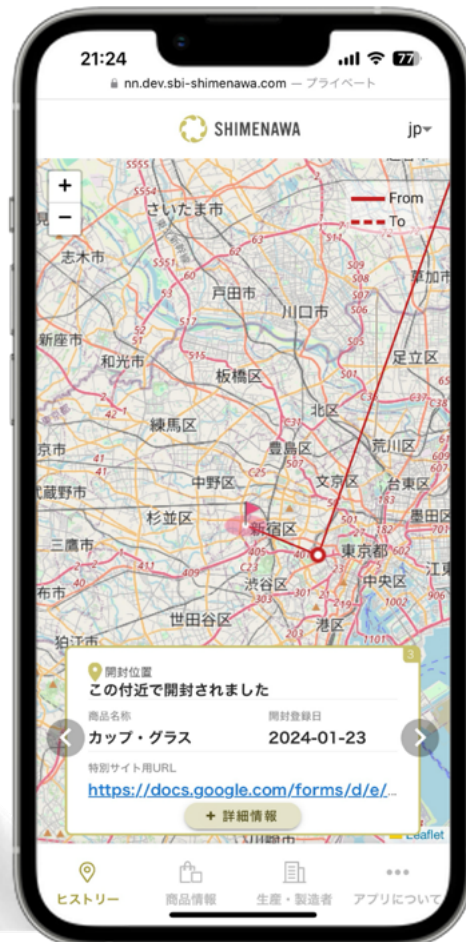 21:24
77
nn.dev.sbi-shimenawa.com — プライベート
SHIMENAWA
jp
+
−
From
To
さいたま市
志木市
戸田市
川口市
草加市
新座市
和光市
板橋区
足立区
北区
練馬区
豊島区
荒川区
中野区
文京区
台東区
武蔵野市
杉並区
新宿区
墨田区
三鷹市
東京都
渋谷区
中央区
世田谷区
港区
狛江市
3
開封位置
この付近で開封されました
商品名称
開封登録日
カップ・グラス
2024-01-23
特別サイト用URL
https://docs.google.com/forms/d/e/...
+ 詳細情報
Leaflet
ヒストリー
商品情報
生産・製造者
アプリについて